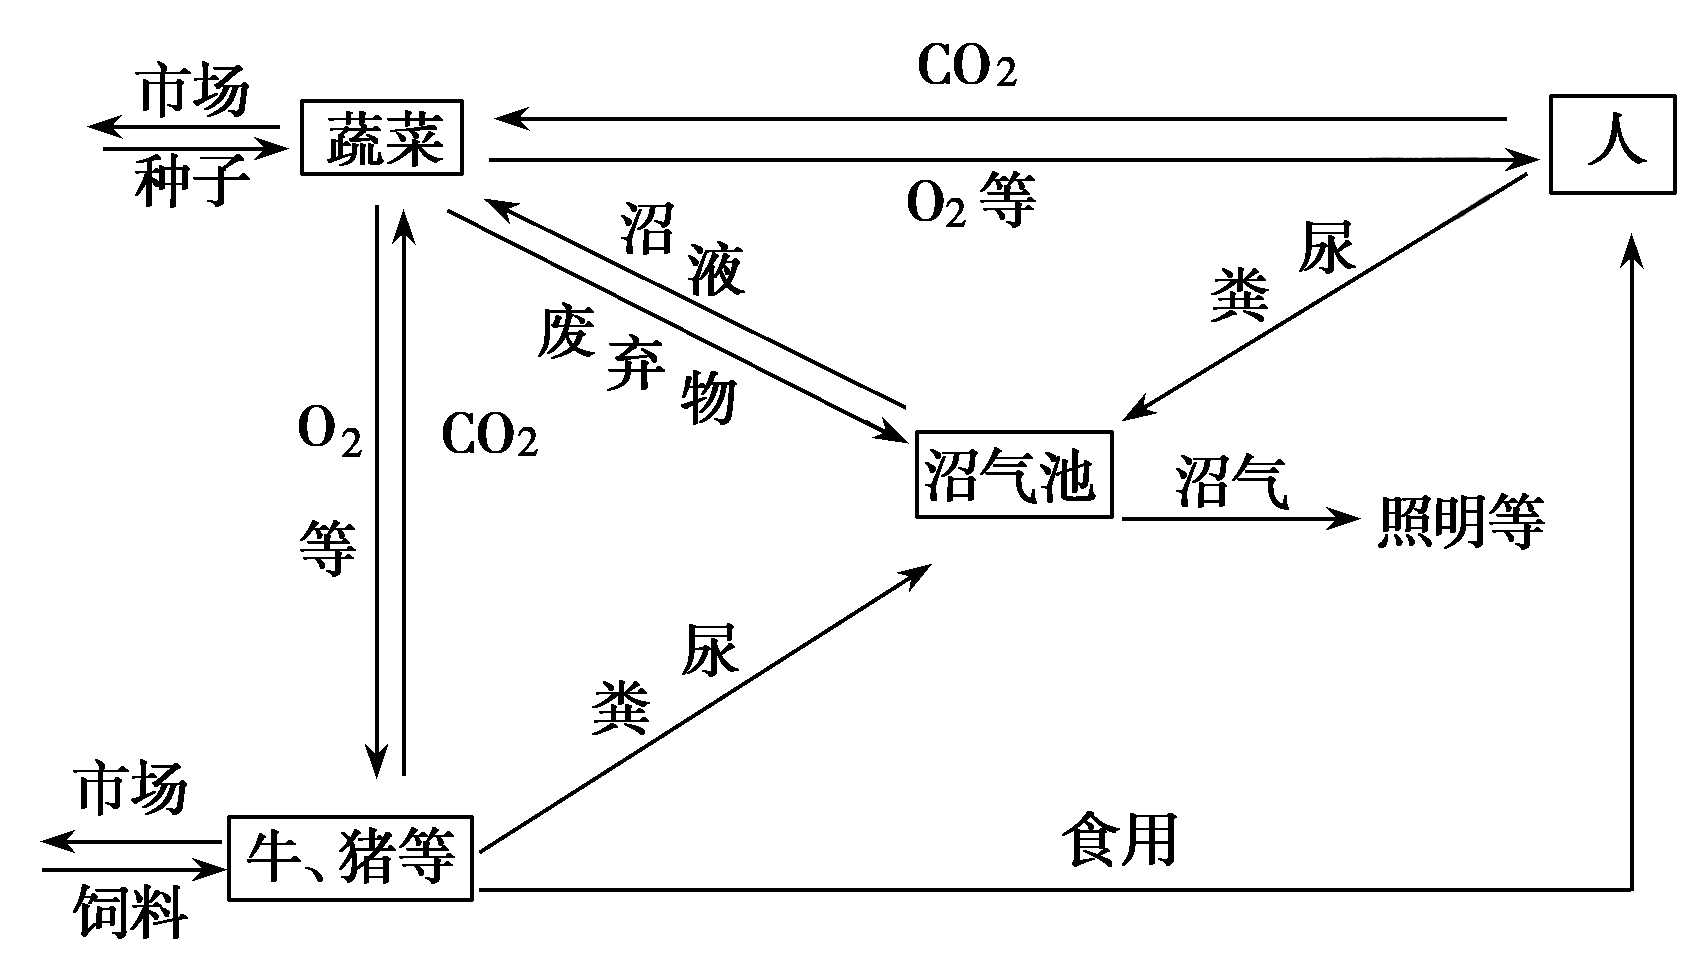 CO₂
市场
蔬菜
人
种子
O₂等
沼液
尿
粪
废弃物
O₂
等
CO₂
沼气池
沼气
照明等
尿
粪
市场
牛、猪等
食用
饲料